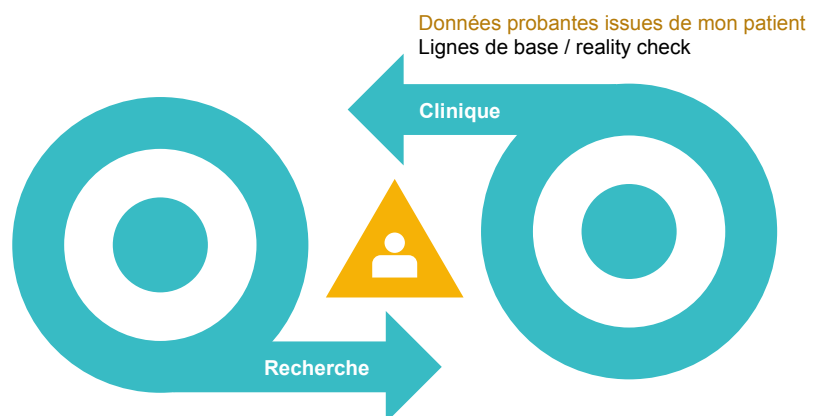 Données probantes issues de mon patient
Lignes de base / reality check
Clinique
Recherche